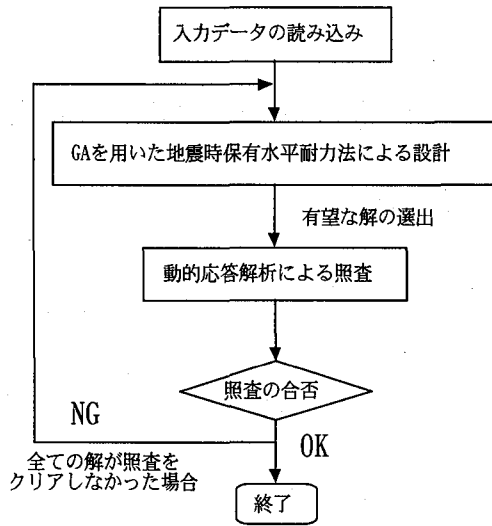 入力データの読み込み
GAを用いた地震時保有水平耐力法による設計
有望な解の選出
動的応答解析による照査
照査の合否
NG
OK
全ての解が照査を
クリアしなかった場合
終了